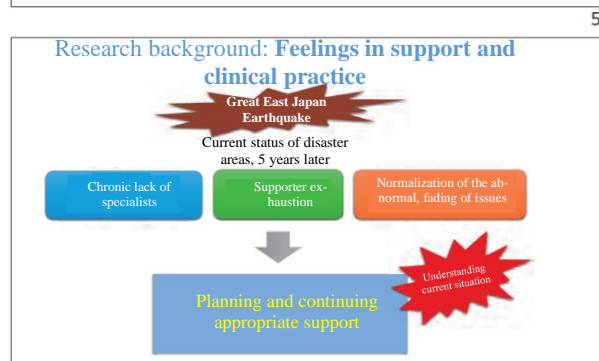 5
Research background: Feelings in support and
clinical practice
Great East Japan
Earthquake
Current status of disaster
areas, 5 years later
Chronic lack of
specialists
Supporter ex-
haustion
Normalization of the ab-
normal, fading of issues
Understanding
current situation
Planning and continuing
appropriate support